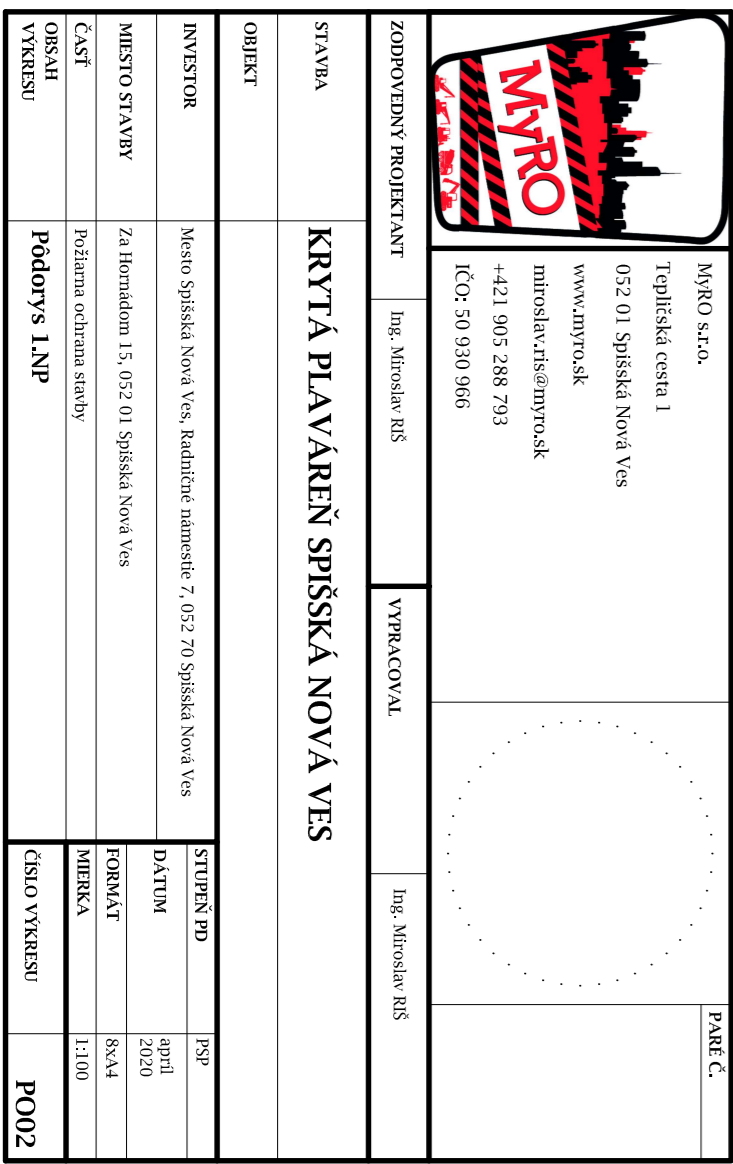 MyRO
MyRO s.r.o.
Tepličská cesta 1
052 01 Spišská Nová Ves
www.myro.sk
miroslav.ris@myro.sk
+421 905 288 793
IČO: 50 930 966
PARÉ Č.
ZODPOVEDNÝ PROJEKTANT
Ing. Miroslav RIŠ
VYPRACOVAL
Ing. Miroslav RIŠ
STAVBA
KRYTÁ PLAVÁREŇ SPIŠSKÁ NOVÁ VES
OBJEKT
INVESTOR
Mesto Spišská Nová Ves, Radničné námestie 7, 052 70 Spišská Nová Ves
STUPEŇ PD
PSP
MIESTO STAVBY
Za Hornádom 15, 052 01 Spišská Nová Ves
DÁTUM
apríl
2020
FORMÁT
8xA4
ČASŤ
Požiarna ochrana stavby
MIERKA
1:100
OBSAH
VÝKRESU
Pôdorys 1.NP
ČÍSLO VÝKRESU
PO02